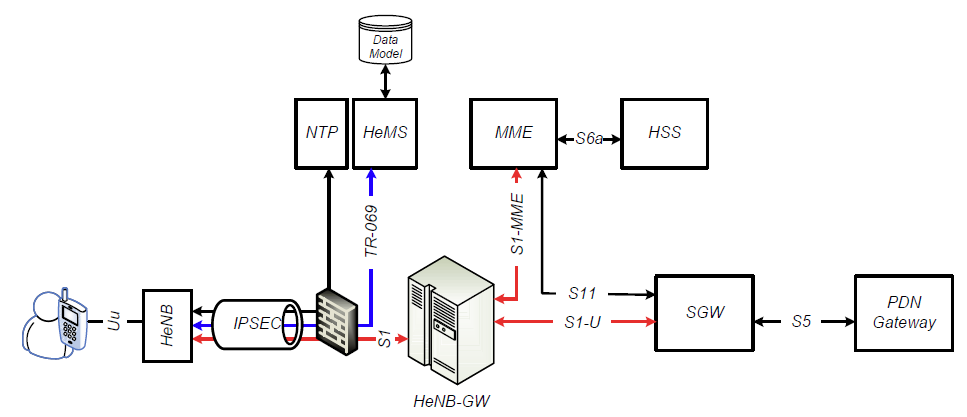 Data
Model
NTP
HeMS
MME
S6a
HSS
TR-069
S1-MME
Uu
HeNB
IPSEC
S1
S11
S1-U
SGW
S5
PDN
Gateway
HeNB-GW